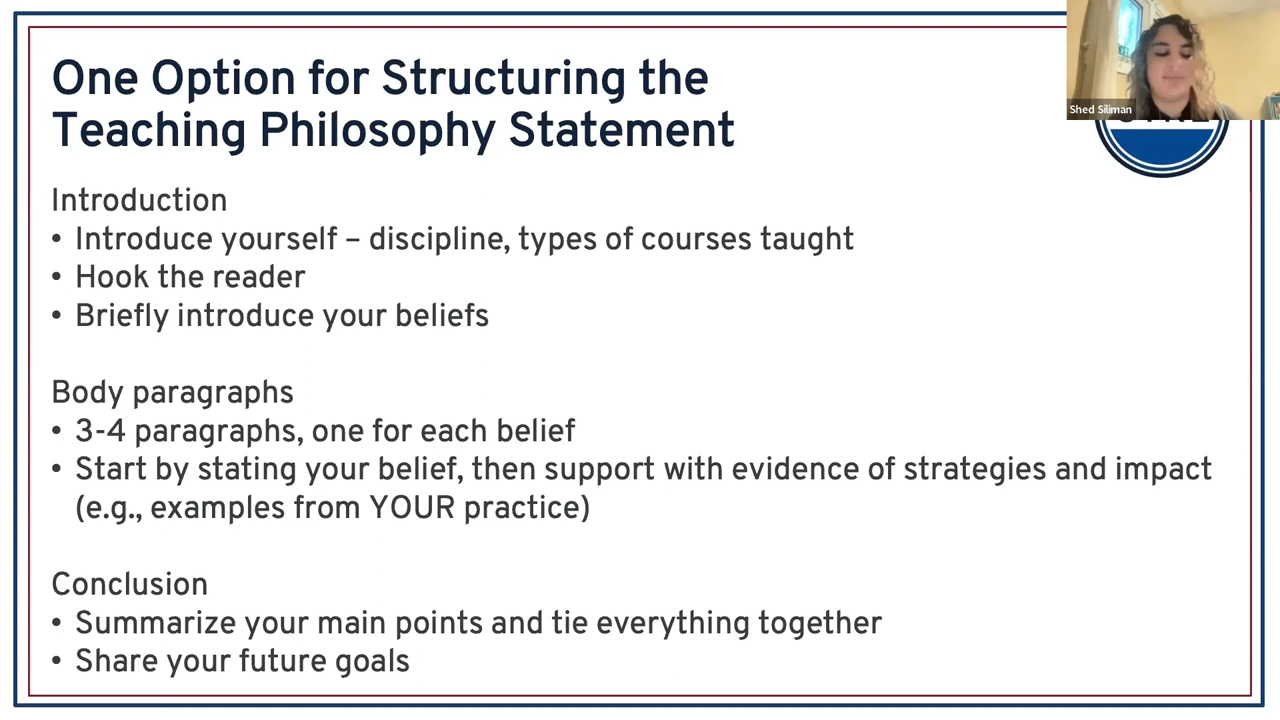 One Option for Structuring the
Teaching Philosophy Statement
Shed Siliman
Introduction
• Introduce yourself – discipline, types of courses taught
• Hook the reader
• Briefly introduce your beliefs
Body paragraphs
• 3-4 paragraphs, one for each belief
• Start by stating your belief, then support with evidence of strategies and impact
(e.g., examples from YOUR practice)
Conclusion
• Summarize your main points and tie everything together
• Share your future goals